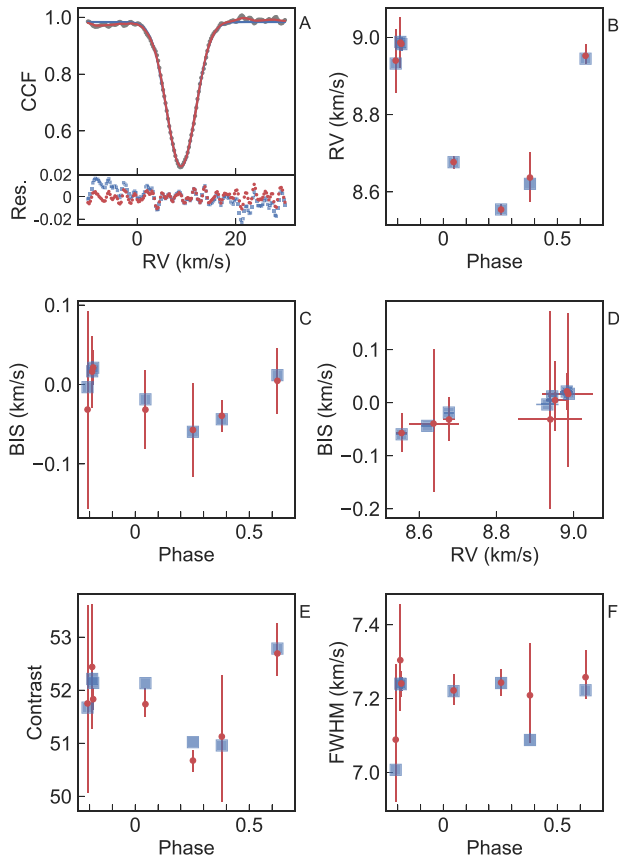 A
1.0
0.8
0.6
CCF
0.02
0
-0.02
Res.
0
20
RV (km/s)
B
9.0
8.8
8.6
RV (km/s)
0
0.5
Phase
C
0.1
0.0
−0.1
BIS (km/s)
0
0.5
Phase
D
0.1
0.0
−0.1
−0.2
BIS (km/s)
8.6
8.8
9.0
RV (km/s)
E
53
52
51
50
Contrast
0
0.5
Phase
F
7.4
7.2
7.0
FWHM (km/s)
0
0.5
Phase